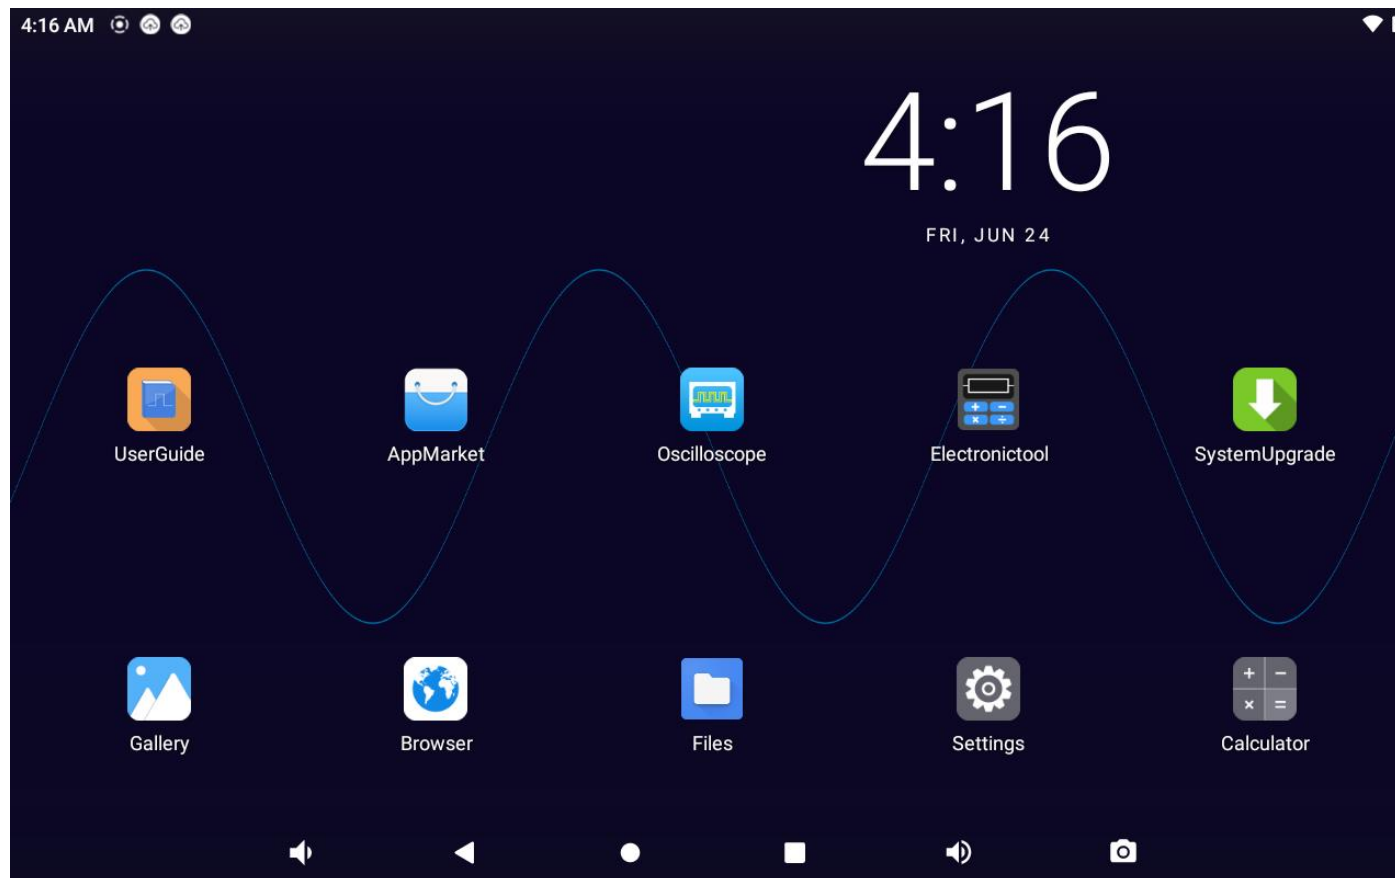 4:16 AM
4:16
FRI, JUN 24
UserGuide
AppMarket
Oscilloscope
Electronictool
SystemUpgrade
Gallery
Browser
Files
Settings
Calculator